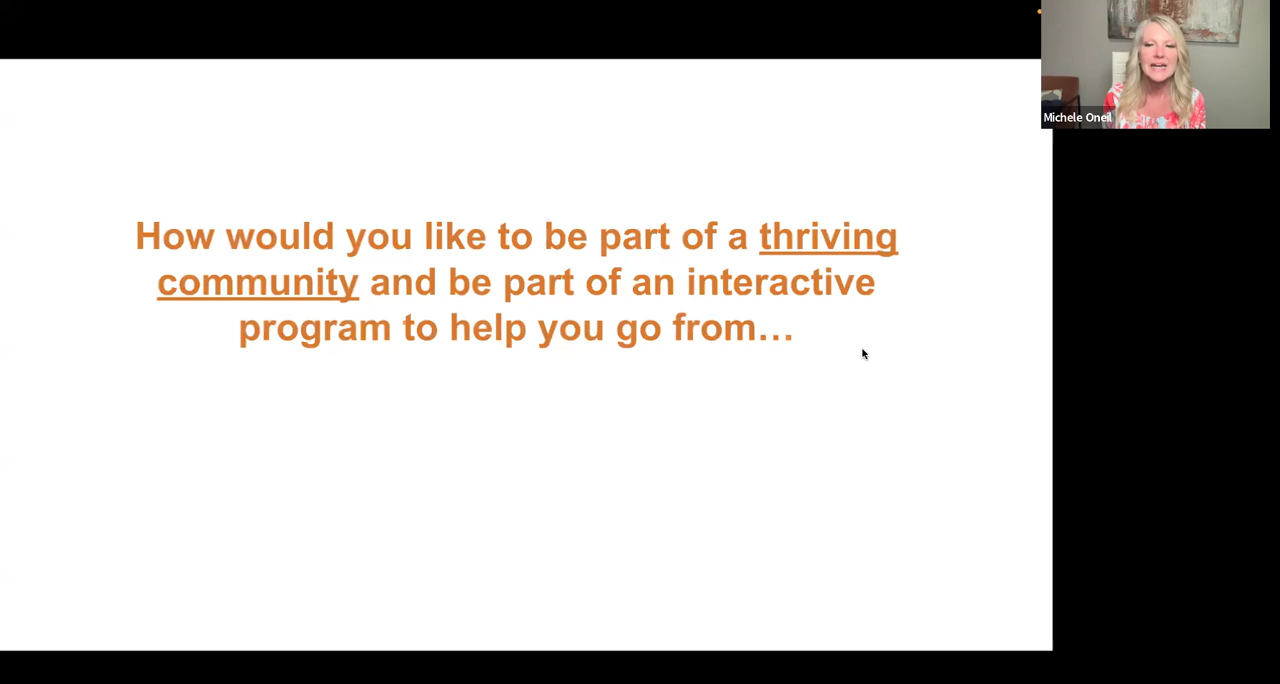 Michele Oneil
How would you like to be part of a thriving
community and be part of an interactive
program to help you go from…